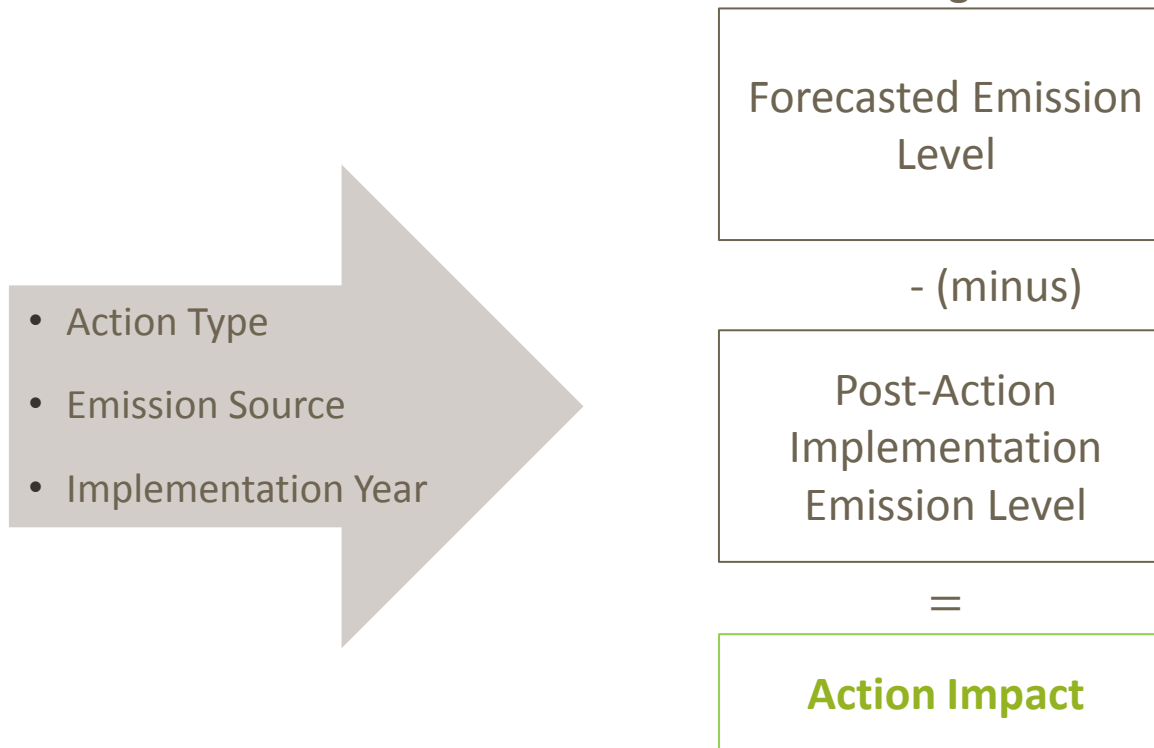 Forecasted Emission
Level
- (minus)
• Action Type
• Emission Source
• Implementation Year
Post-Action
Implementation
Emission Level
=
Action Impact